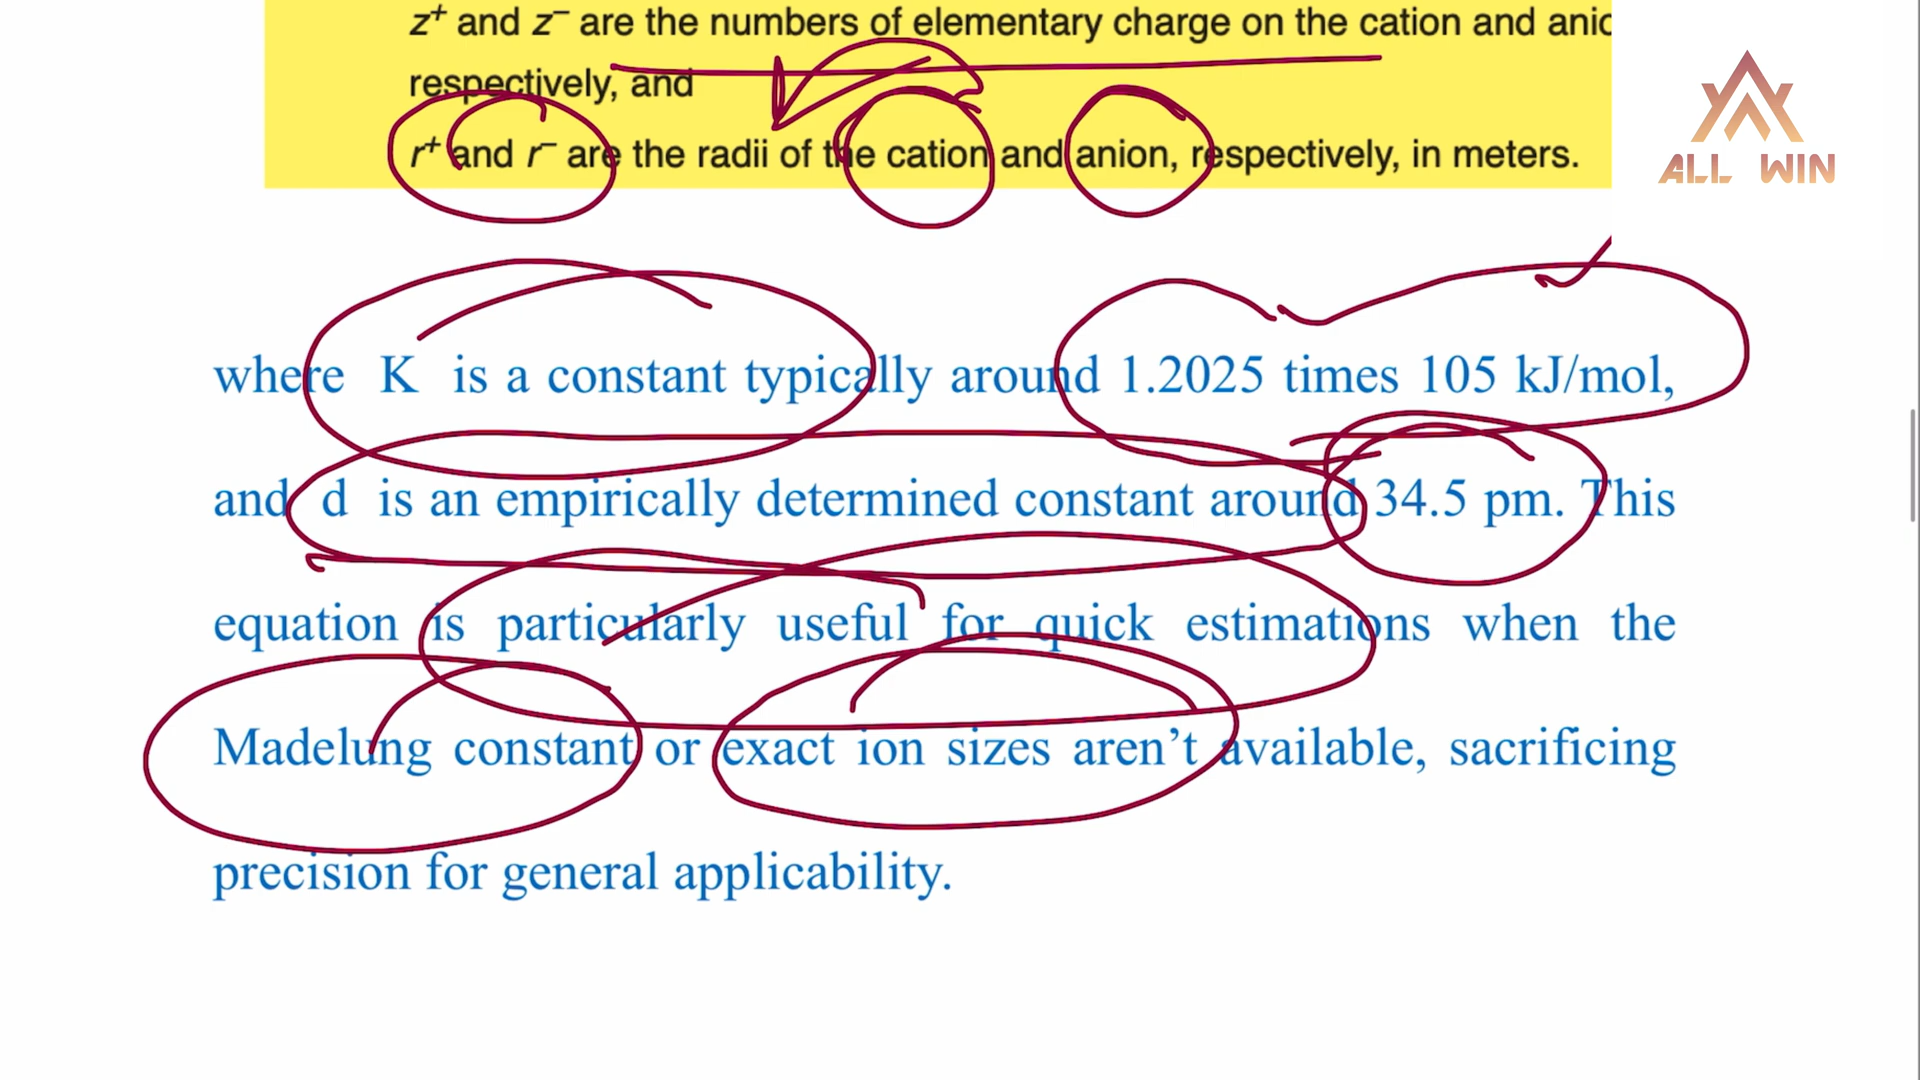 z⁺ and z⁻ are the numbers of elementary charge on the cation and anio
respectively, and
r⁺ and r⁻ are the radii of the cation and anion, respectively, in meters.
ALL WIN
where K is a constant typically around 1.2025 times 105 kJ/mol,
and d is an empirically determined constant around 34.5 pm. This
equation is particularly useful for quick estimations when the
Madelung constant or exact ion sizes aren’t available, sacrificing
precision for general applicability.